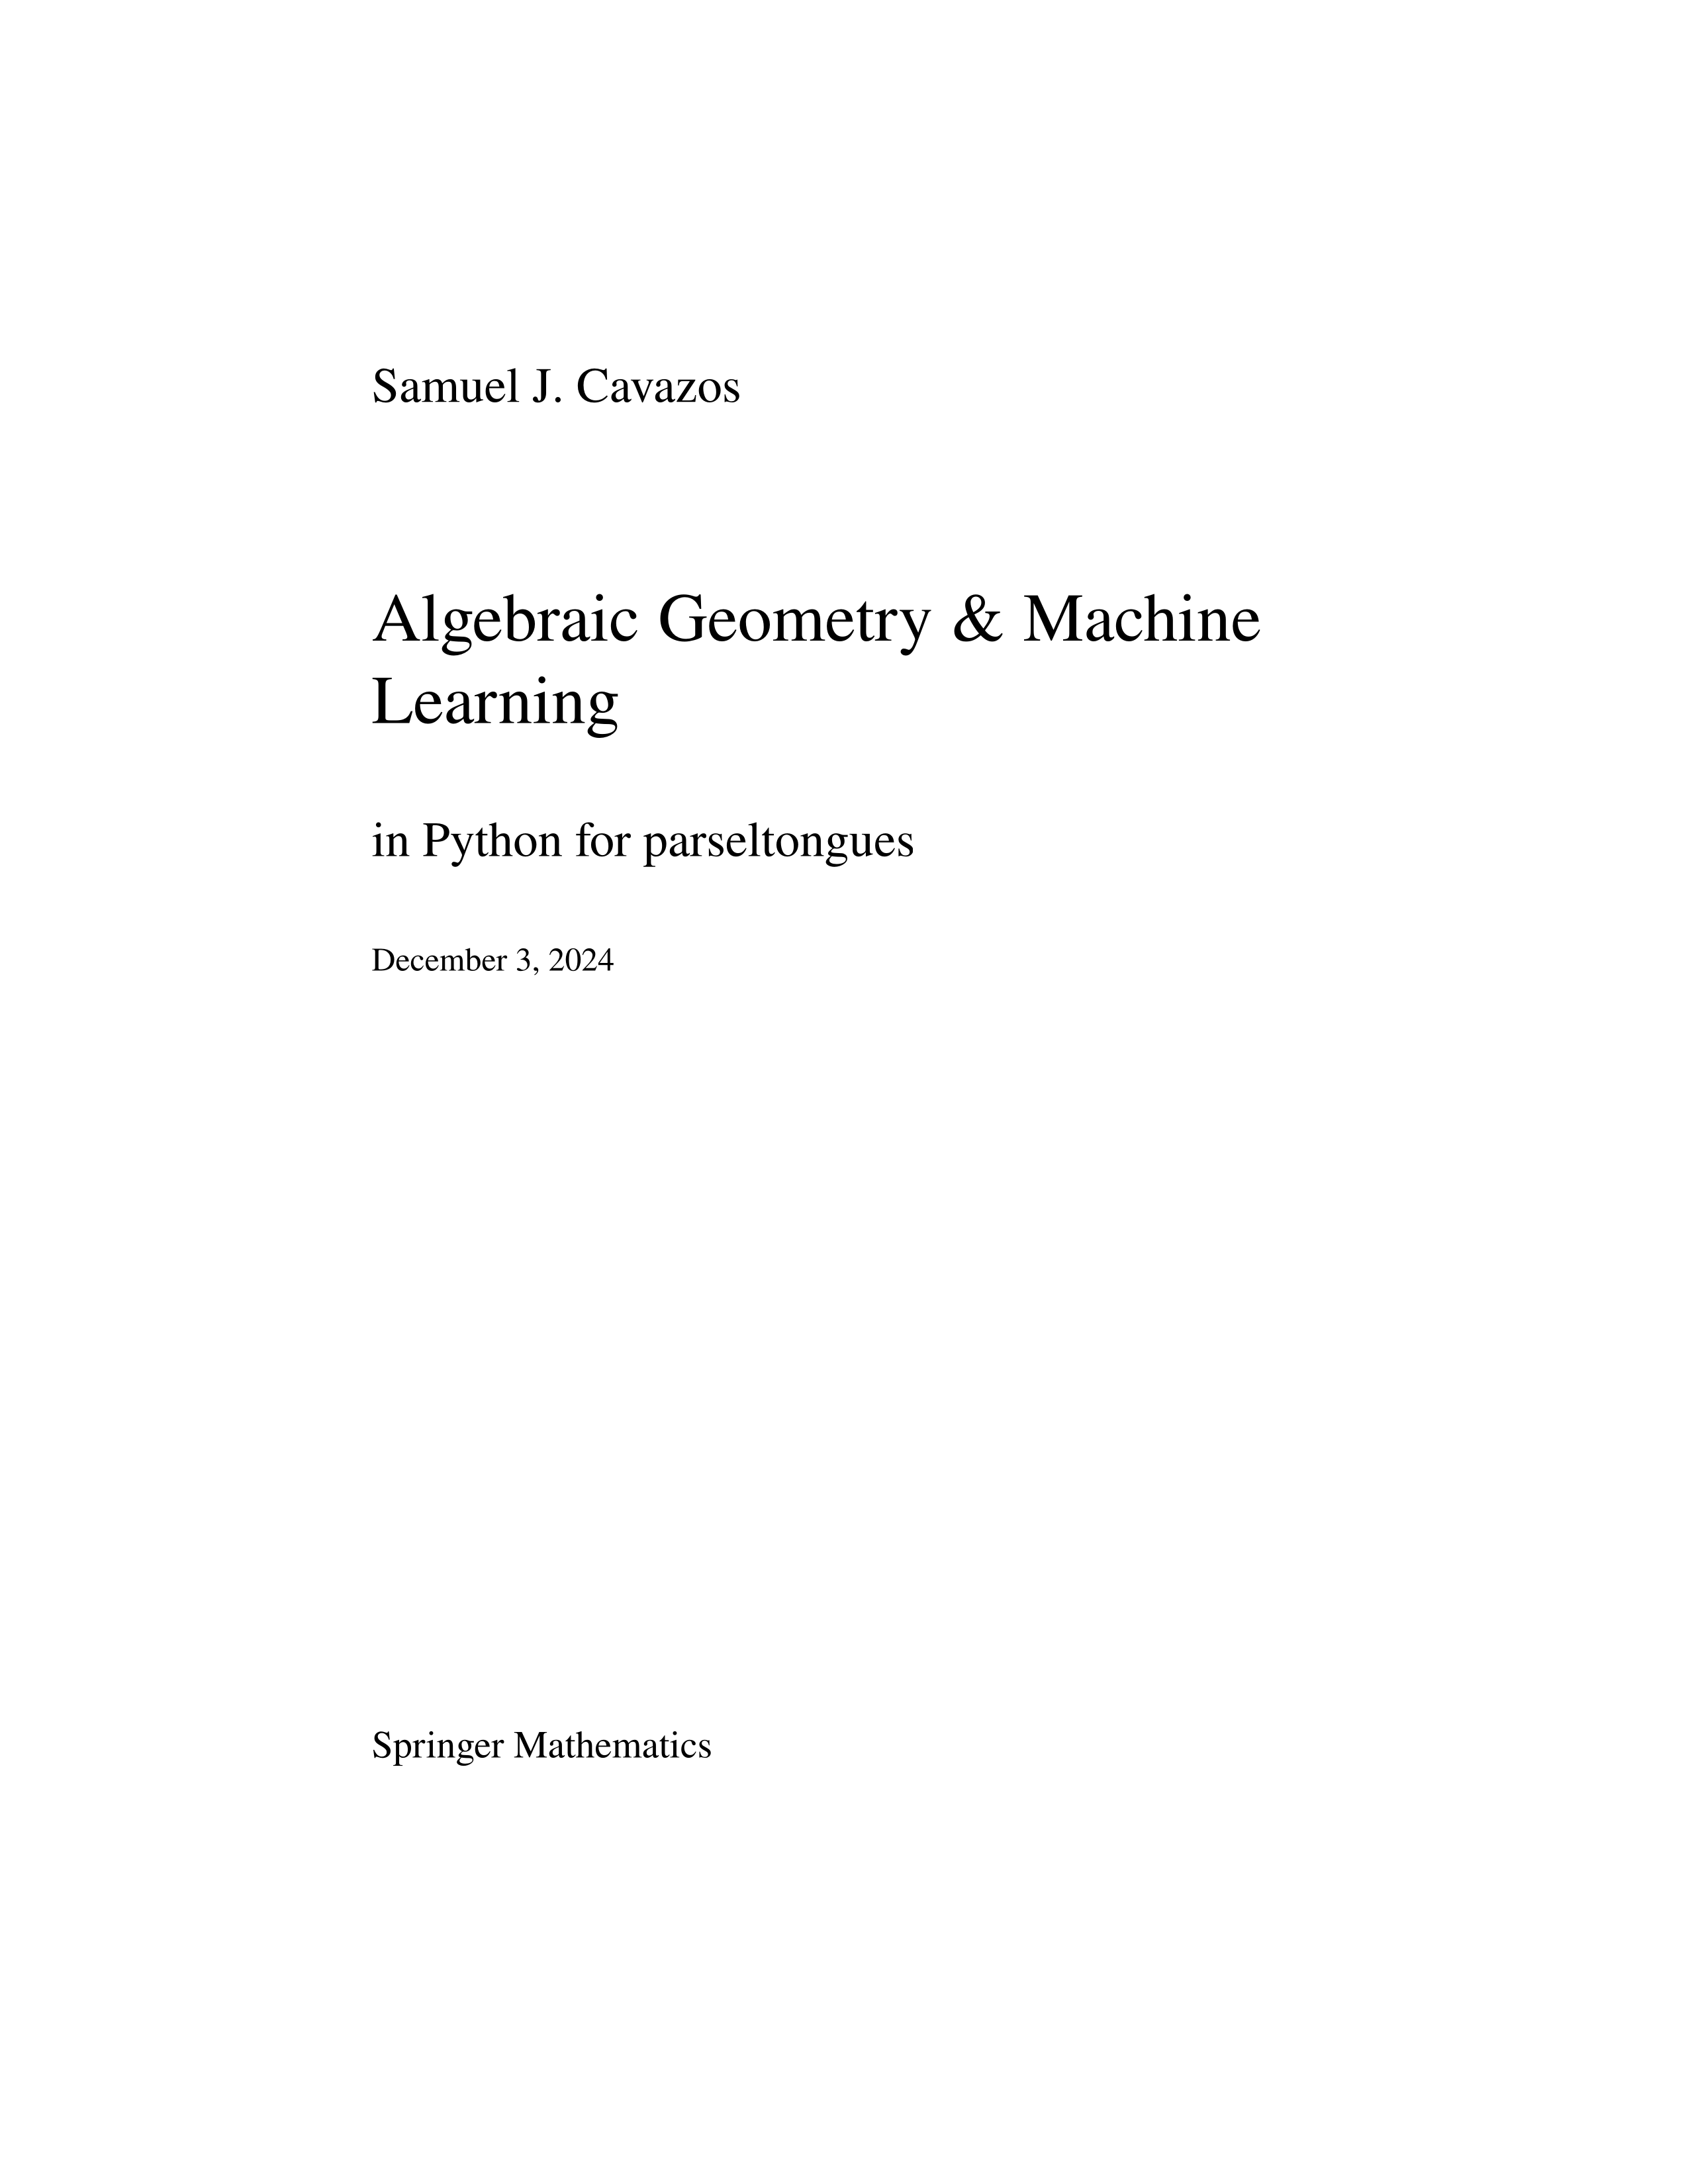 Samuel J. Cavazos
Algebraic Geometry & Machine
Learning
in Python for parseltongues
December 3, 2024
Springer Mathematics